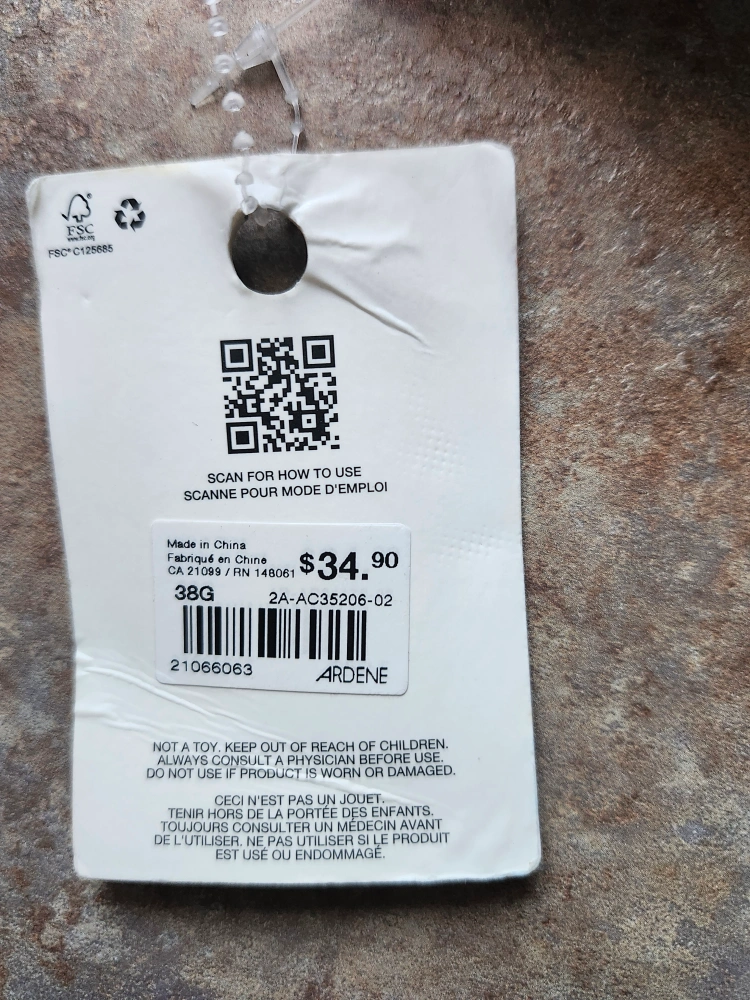 FSC®
www.fsc.org
FSC® C125685
SCAN FOR HOW TO USE
SCANNE POUR MODE D'EMPLOI
Made in China
Fabriqué en Chine
CA 21099 / RN 148061
$34.90
38G
2A-AC35206-02
21066063
ARDENE
NOT A TOY. KEEP OUT OF REACH OF CHILDREN.
ALWAYS CONSULT A PHYSICIAN BEFORE USE.
DO NOT USE IF PRODUCT IS WORN OR DAMAGED.
CECI N'EST PAS UN JOUET.
TENIR HORS DE LA PORTÉE DES ENFANTS.
TOUJOURS CONSULTER UN MÉDECIN AVANT
DE L'UTILISER. NE PAS UTILISER SI LE PRODUIT
EST USÉ OU ENDOMMAGÉ.